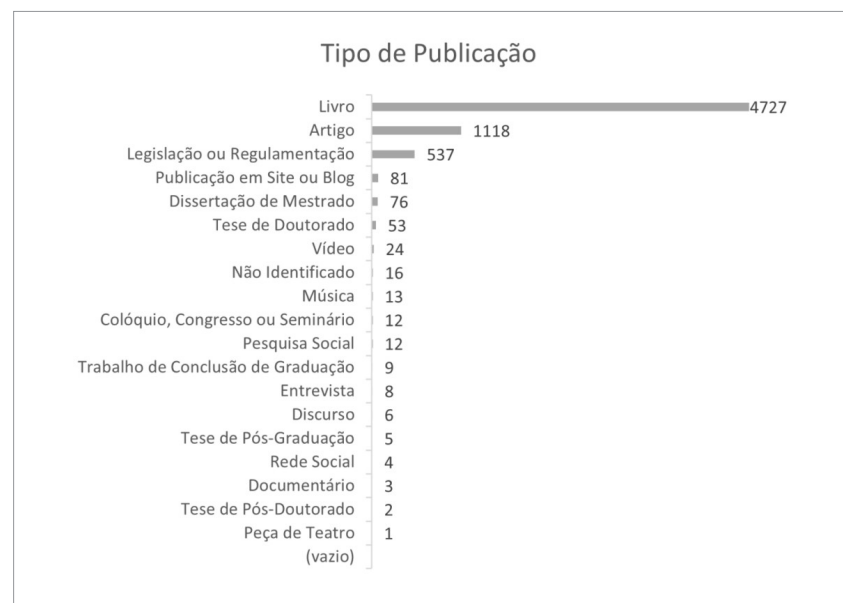 Tipo de Publicação
Livro 4727
Artigo 1118
Legislação ou Regulamentação 537
Publicação em Site ou Blog 81
Dissertação de Mestrado 76
Tese de Doutorado 53
Vídeo 24
Não Identificado 16
Música 13
Colóquio, Congresso ou Seminário 12
Pesquisa Social 12
Trabalho de Conclusão de Graduação 9
Entrevista 8
Discurso 6
Tese de Pós-Graduação 5
Rede Social 4
Documentário 3
Tese de Pós-Doutorado 2
Peça de Teatro 1
(vazio)